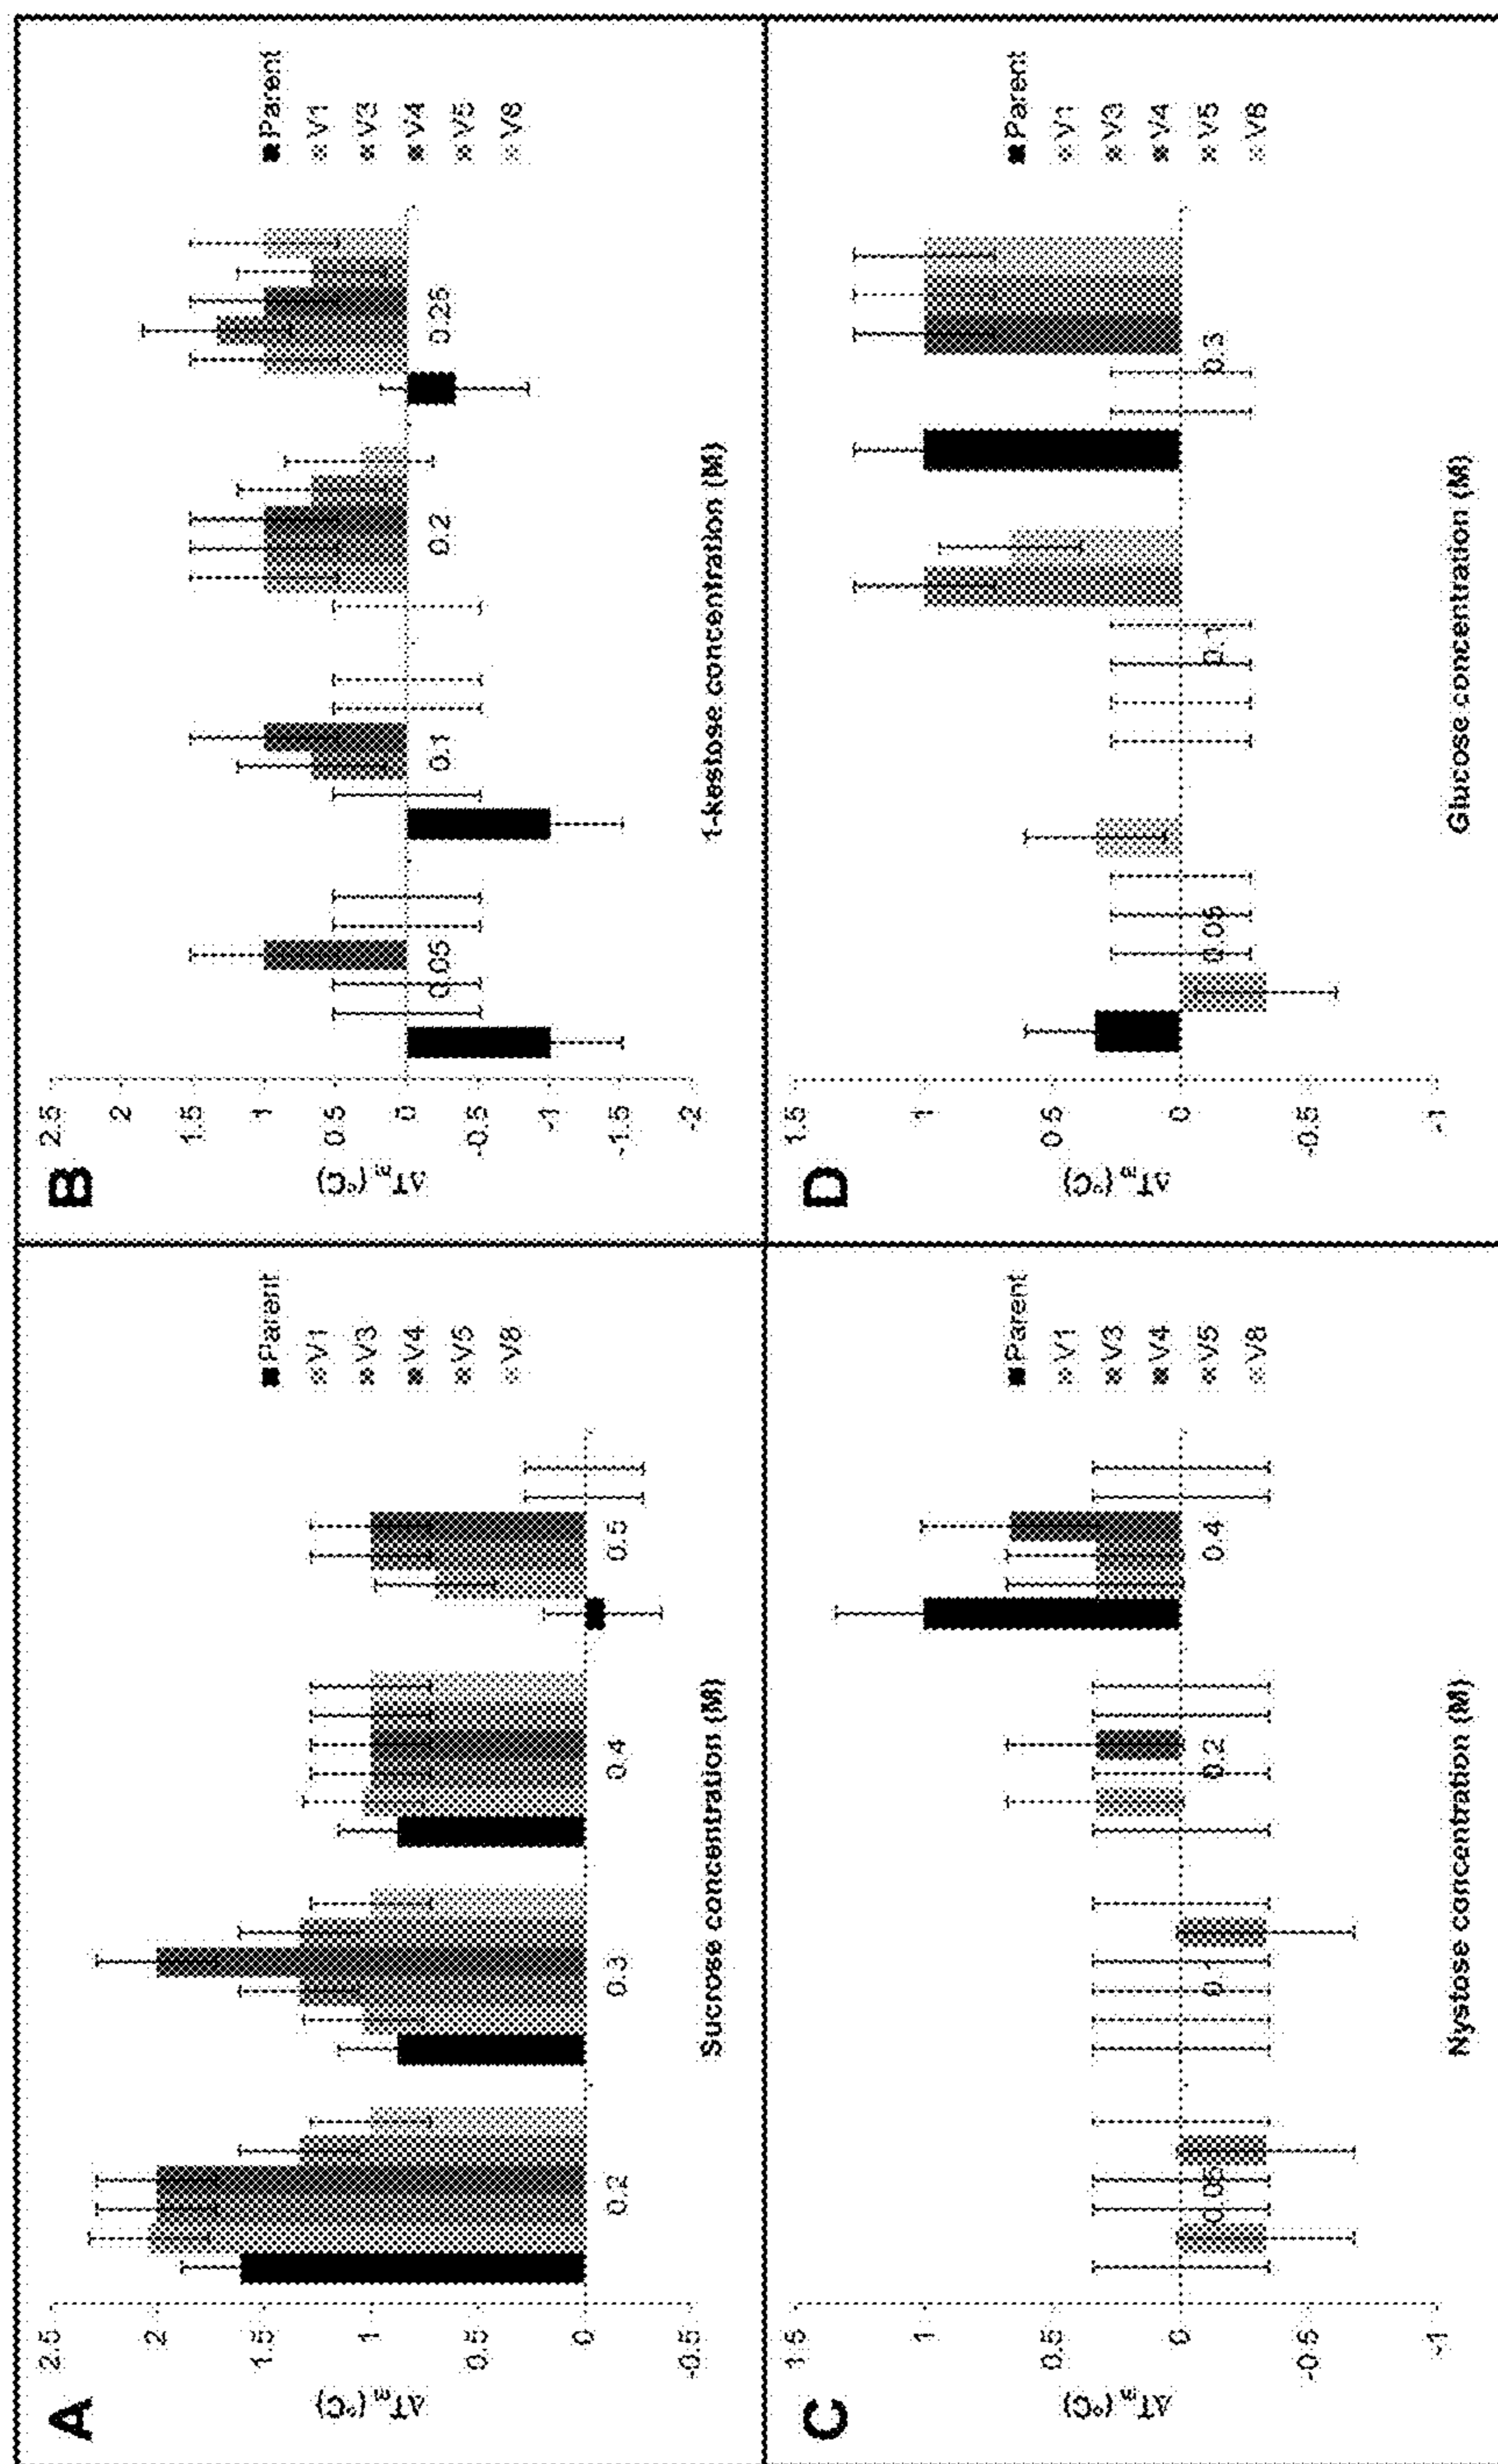 A
ΔTm (°C)
2.5
2
1.5
1
0.5
0
-0.5
0.2
0.3
0.4
0.5
Sucrose concentration (M)
Parent
V1
V3
V4
V5
V8
B
ΔTm (°C)
2.5
2
1.5
1
0.5
0
-0.5
-1
-1.5
-2
0.05
0.1
0.2
0.25
1-kestose concentration (M)
Parent
V1
V3
V4
V5
V8
C
ΔTm (°C)
1.5
1
0.5
0
-0.5
-1
0.05
0.1
0.2
0.4
Nystose concentration (M)
Parent
V1
V3
V4
V5
V8
D
ΔTm (°C)
1.5
1
0.5
0
-0.5
-1
0.05
0.1
0.3
Glucose concentration (M)
Parent
V1
V3
V4
V5
V8